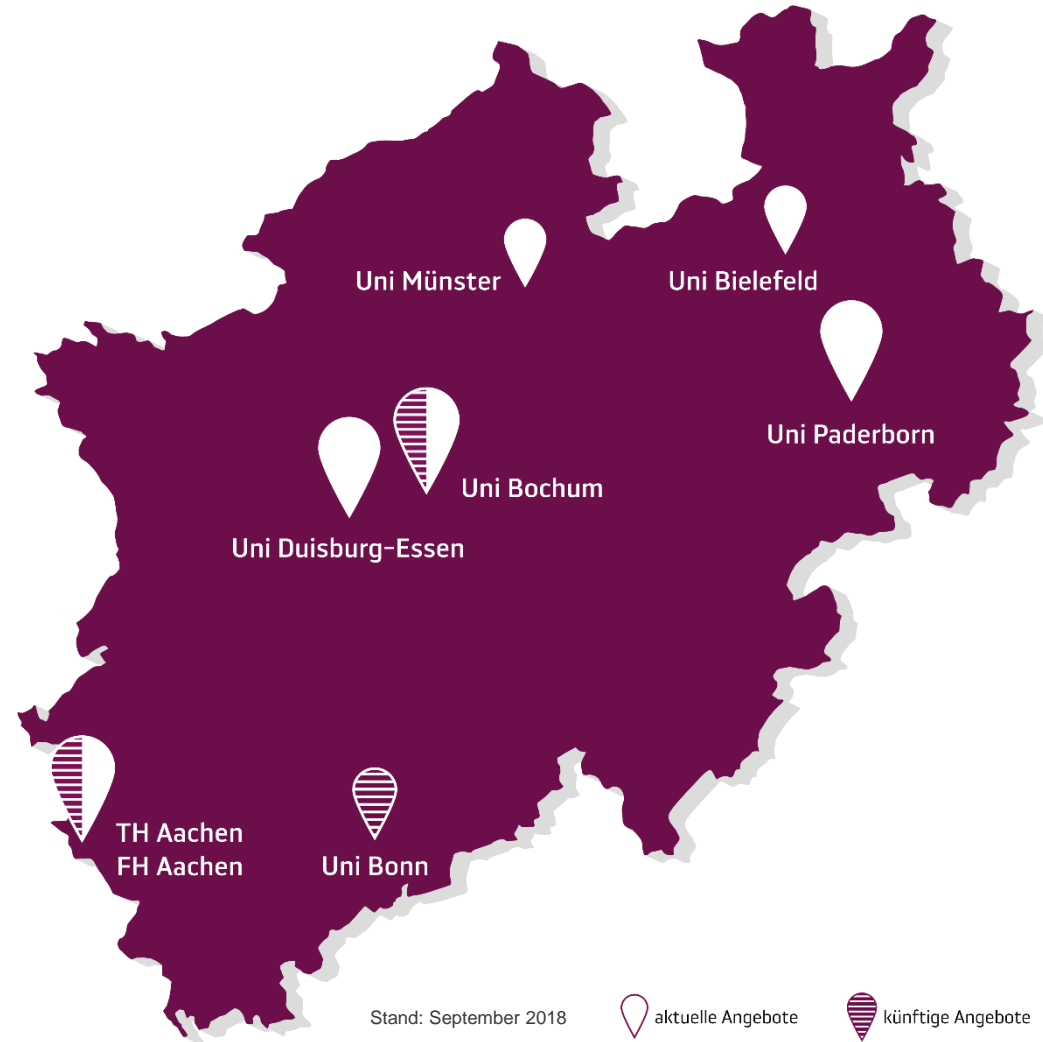 Uni Münster
Uni Bielefeld
Uni Paderborn
Uni Bochum
Uni Duisburg-Essen
TH Aachen
FH Aachen
Uni Bonn
Stand: September 2018
aktuelle Angebote
künftige Angebote